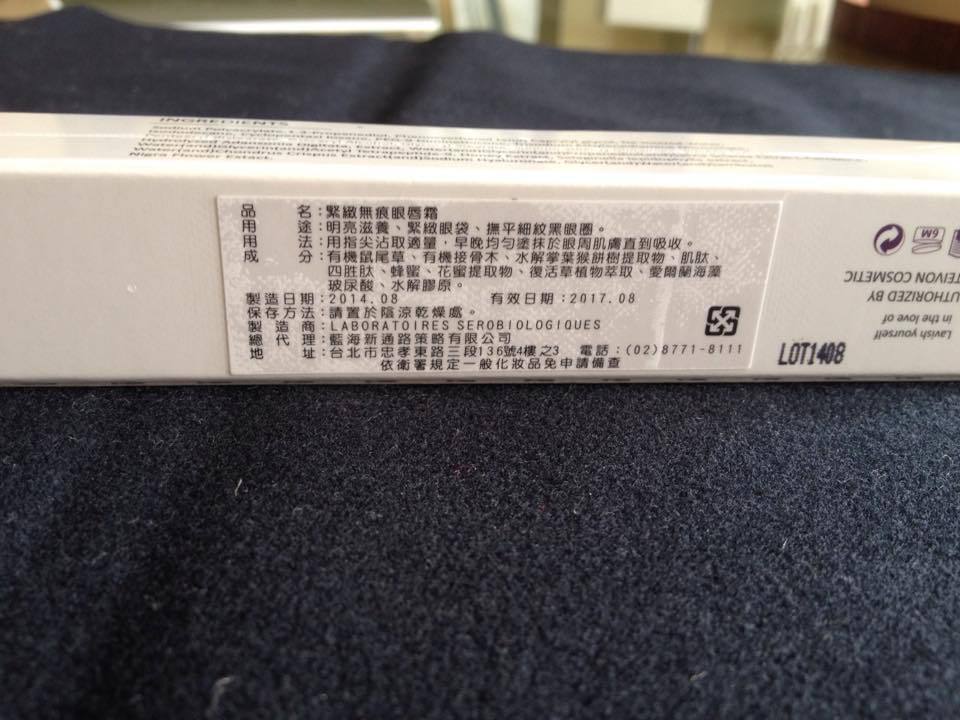 INGREDIENTS
品 名:緊緻無痕眼唇霜
用 途:明亮滋養、緊緻眼袋、撫平細紋黑眼圈。
用 法:用指尖沾取適量,早晚均勻塗抹於眼周肌膚直到吸收。
成 分:有機鼠尾草、有機接骨木、水解掌葉猴餅樹提取物、肌肽、
四胜肽、蜂蜜、花蜜提取物、復活草植物萃取、愛爾蘭海藻
玻尿酸、水解膠原。
製造日期:2014.08 有效日期:2017.08
保存方法:請置於陰涼乾燥處。
製造商:LABORATOIRES SEROBIOLOGIQUES
總代理:藍海新通路策略有限公司
地 址:台北市忠孝東路三段136號4樓之3 電話:(02)8771-8111
依衛署規定一般化妝品免申請備查
LOT1408
Lavish yourself
in the love of
UTHORIZED BY
TEIVON COSMETIC
6M
Nigra Flower Extact.